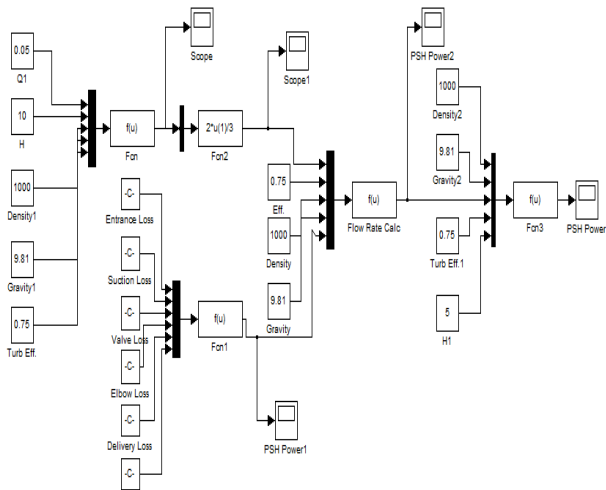 0.05
Q1
10
H
1000
Density1
9.81
Gravity1
0.75
Turb Eff.
f(u)
Fcn
Scope
2*u(1)/3
Fcn2
Scope1
-C-
Entrance Loss
-C-
Suction Loss
-C-
Valve Loss
-C-
Elbow Loss
-C-
Delivery Loss
-C-
f(u)
Fcn1
PSH Power1
0.75
Eff.
1000
Density
9.81
Gravity
f(u)
Flow Rate Calc
PSH Power2
1000
Density2
9.81
Gravity2
0.75
Turb Eff.1
5
H1
f(u)
Fcn3
PSH Power